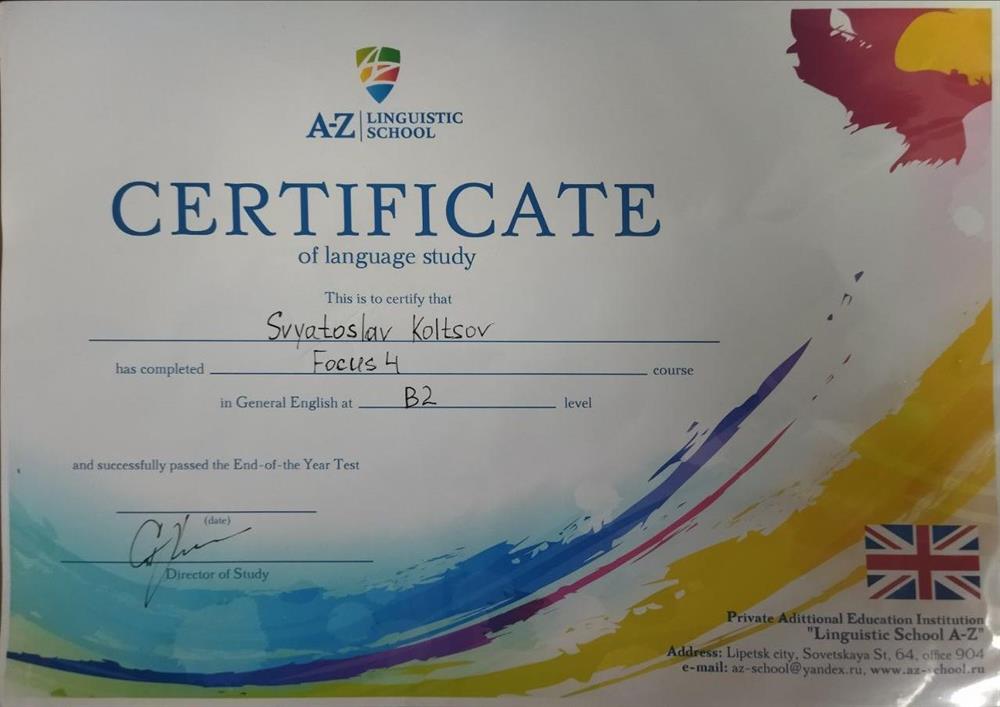 A-Z LINGUISTIC
SCHOOL
CERTIFICATE
of language study
This is to certify that
Svyatoslav Koltsov
has completed Focus 4 course
in General English at B2 level
and successfully passed the End-of-the Year Test
(date)
Director of Study
Private Adittional Education Institution
"Linguistic School A-Z"
Address: Lipetsk city, Sovetskaya St, 64, office 904
e-mail: az-school@yandex.ru, www.az-school.ru